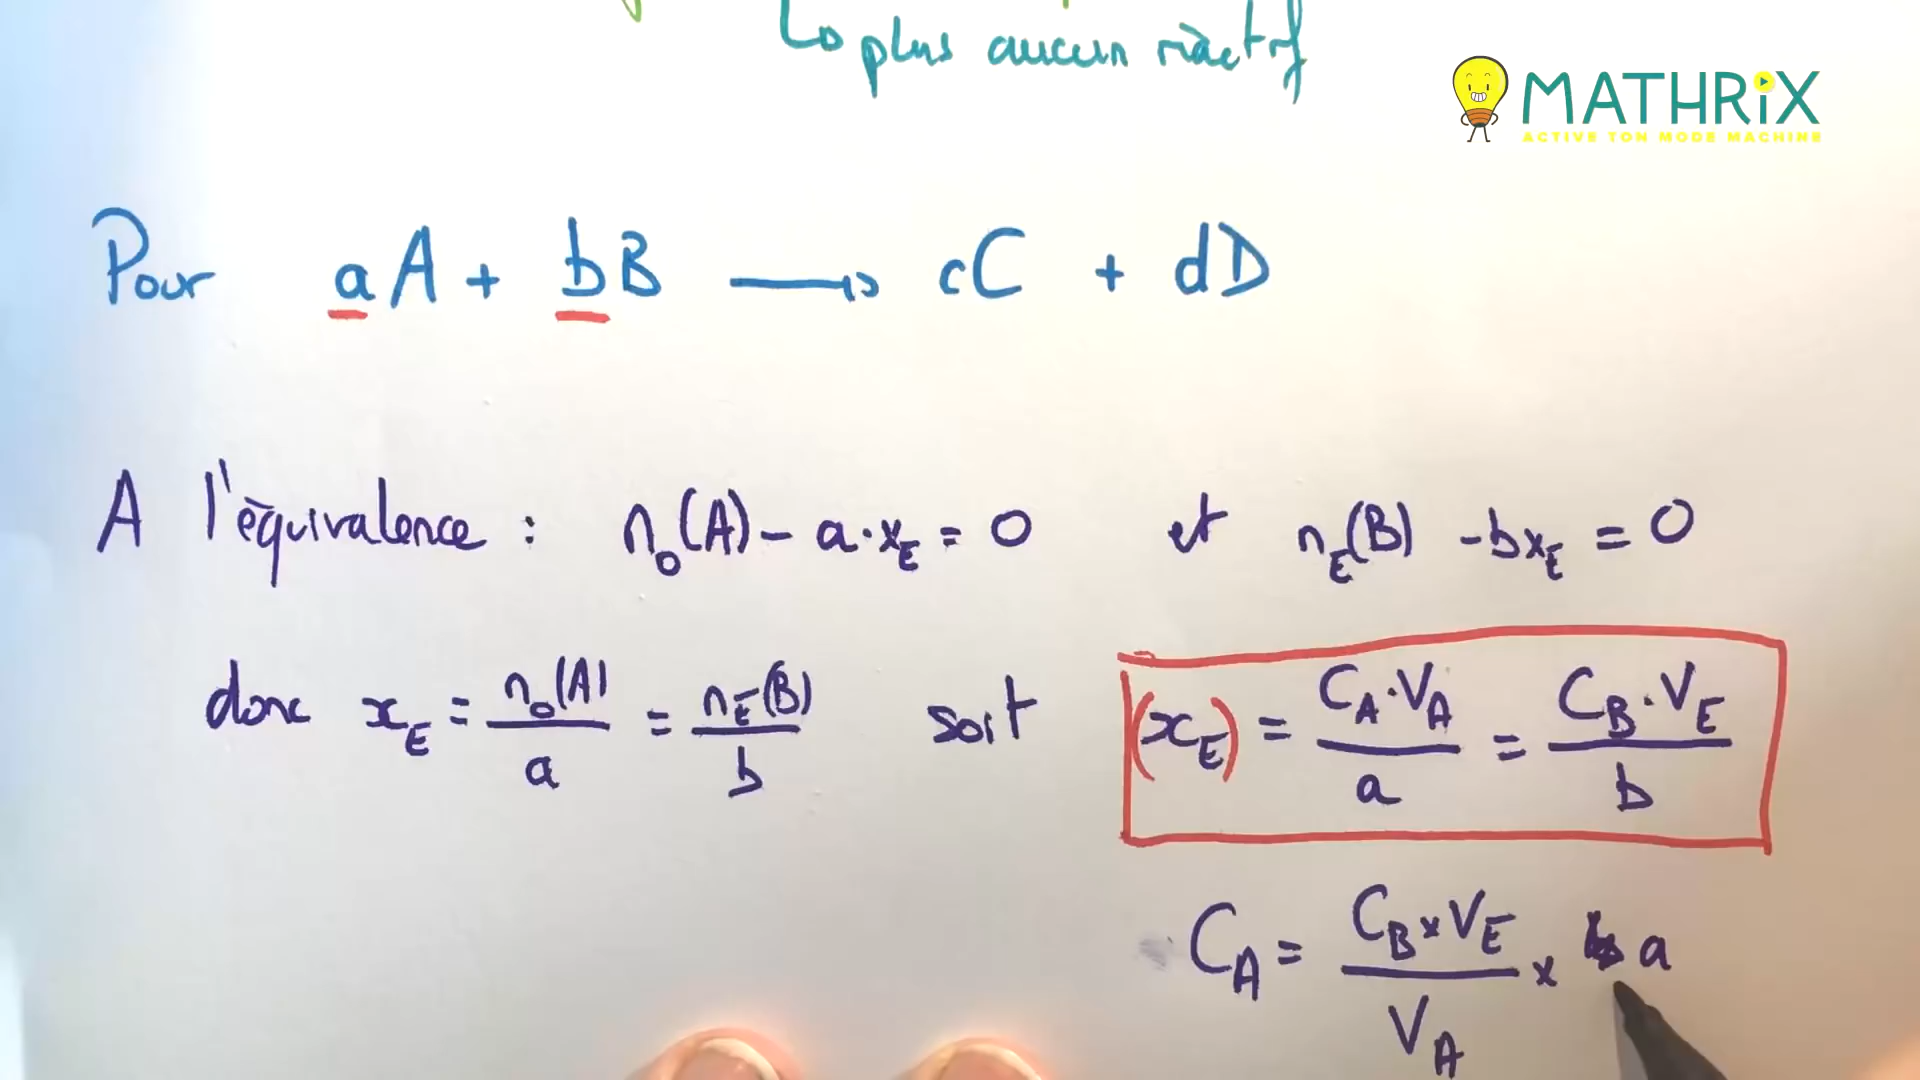 ↳ plus aucun réactif
MATHRiX
ACTIVE TON MODE MACHINE
Pour aA + bB ⟶ cC + dD
A l'équivalence : n₀(A) - a·x_E = 0 et n_E(B) - bx_E = 0
donc x_E = n₀(A)/a = n_E(B)/b soit (x_E) = C_A·V_A/a = C_B·V_E/b
C_A = C_B × V_E/V_A × a